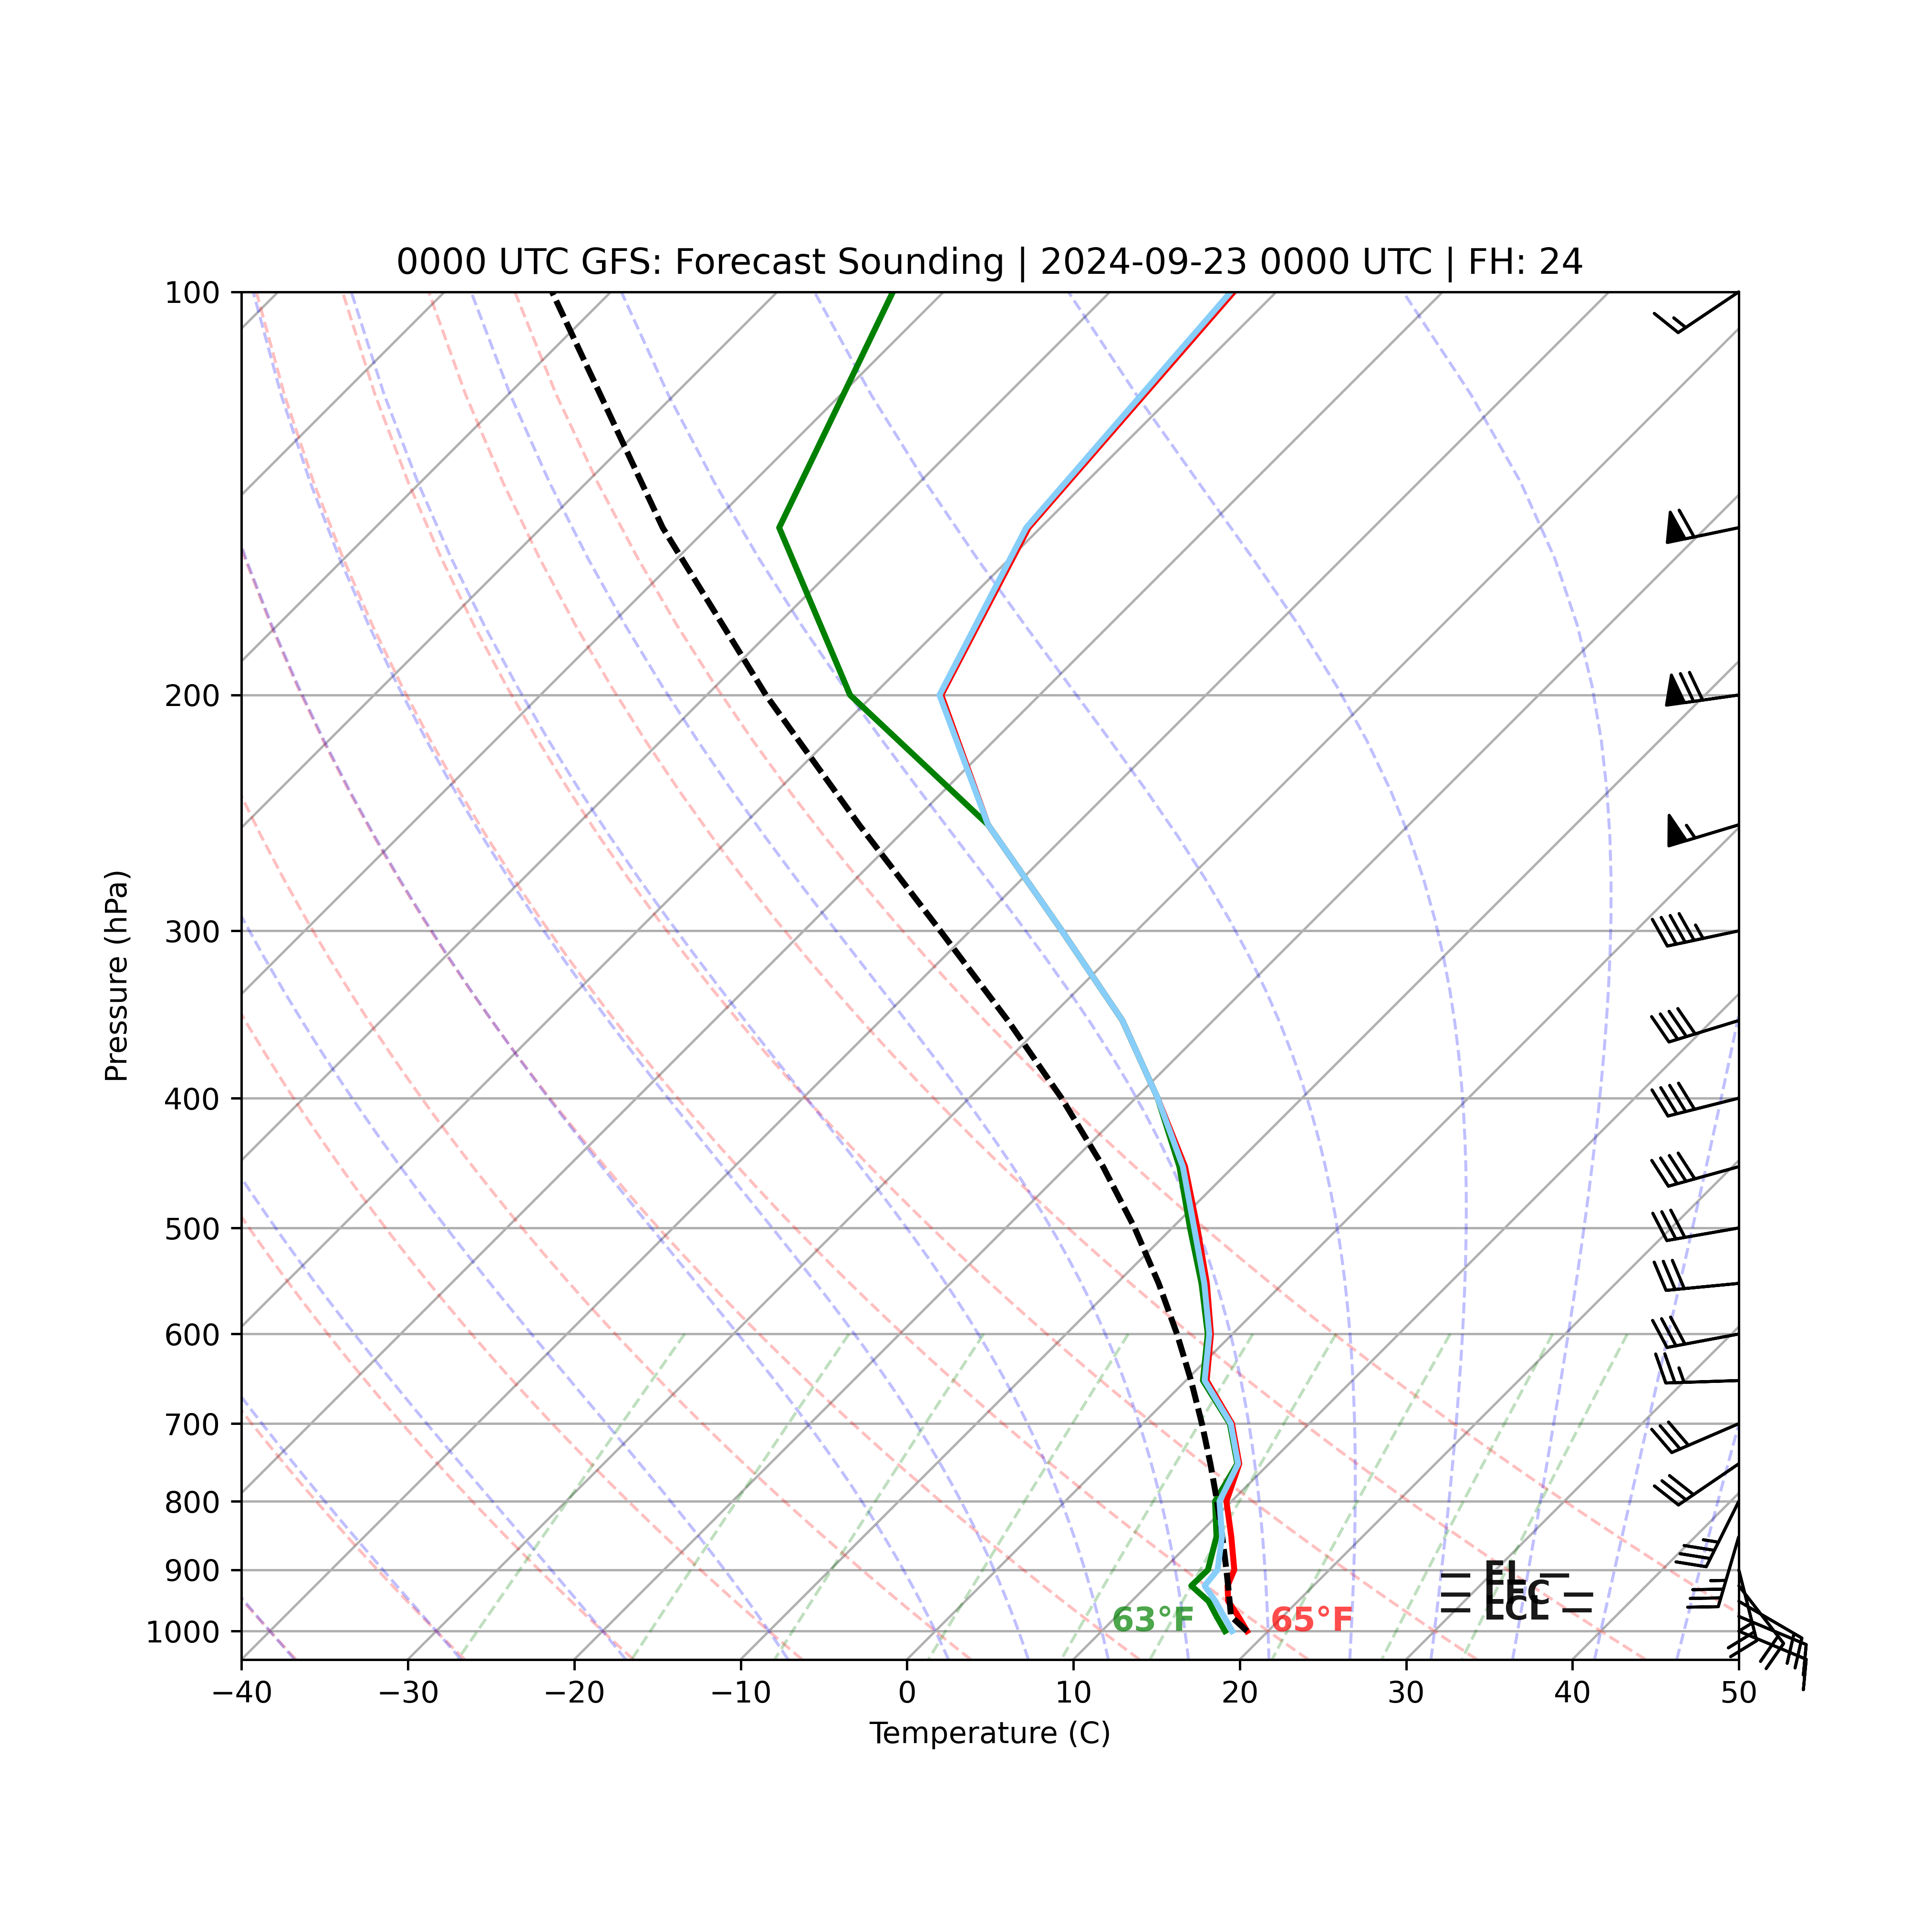 0000 UTC GFS: Forecast Sounding | 2024-09-23 0000 UTC | FH: 24
100
200
300
400
500
600
700
800
900
1000
Pressure (hPa)
— EL —
— LFC —
— LCL —
63°F
65°F
−40 −30 −20 −10 0 10 20 30 40 50
Temperature (C)